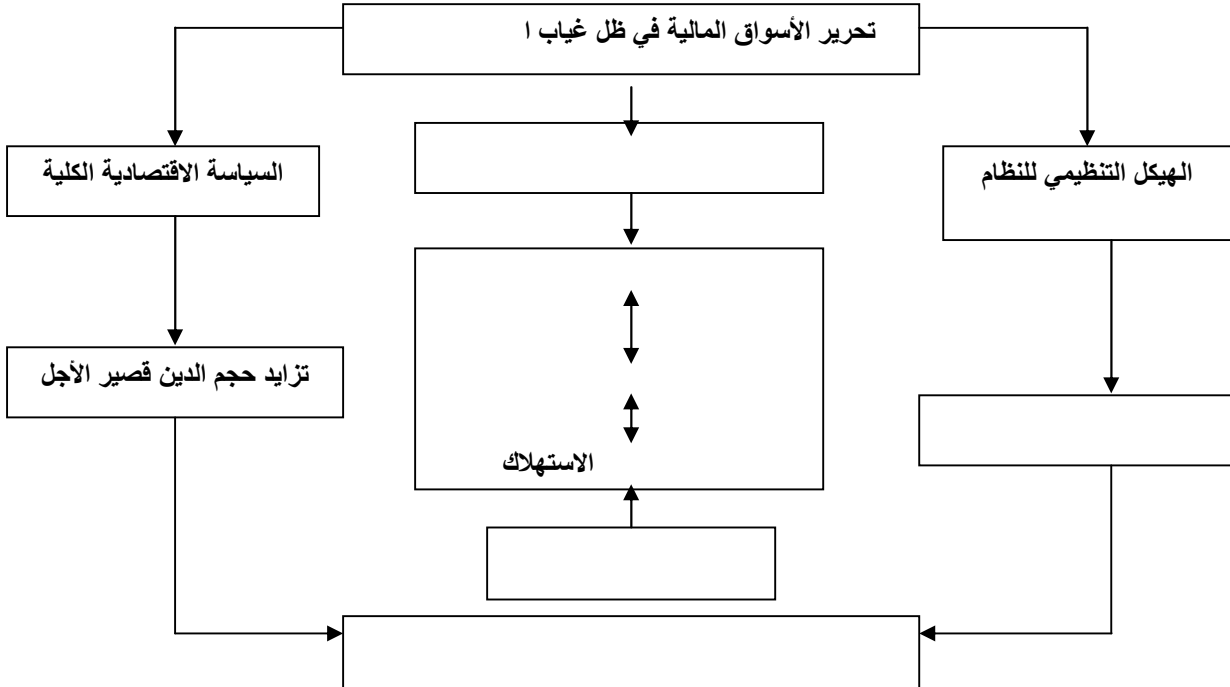 تحرير الأسواق المالية في ظل غياب ا
الهيكل التنظيمي للنظام
السياسة الاقتصادية الكلية
تزايد حجم الدين قصير الأجل
الاستهلاك